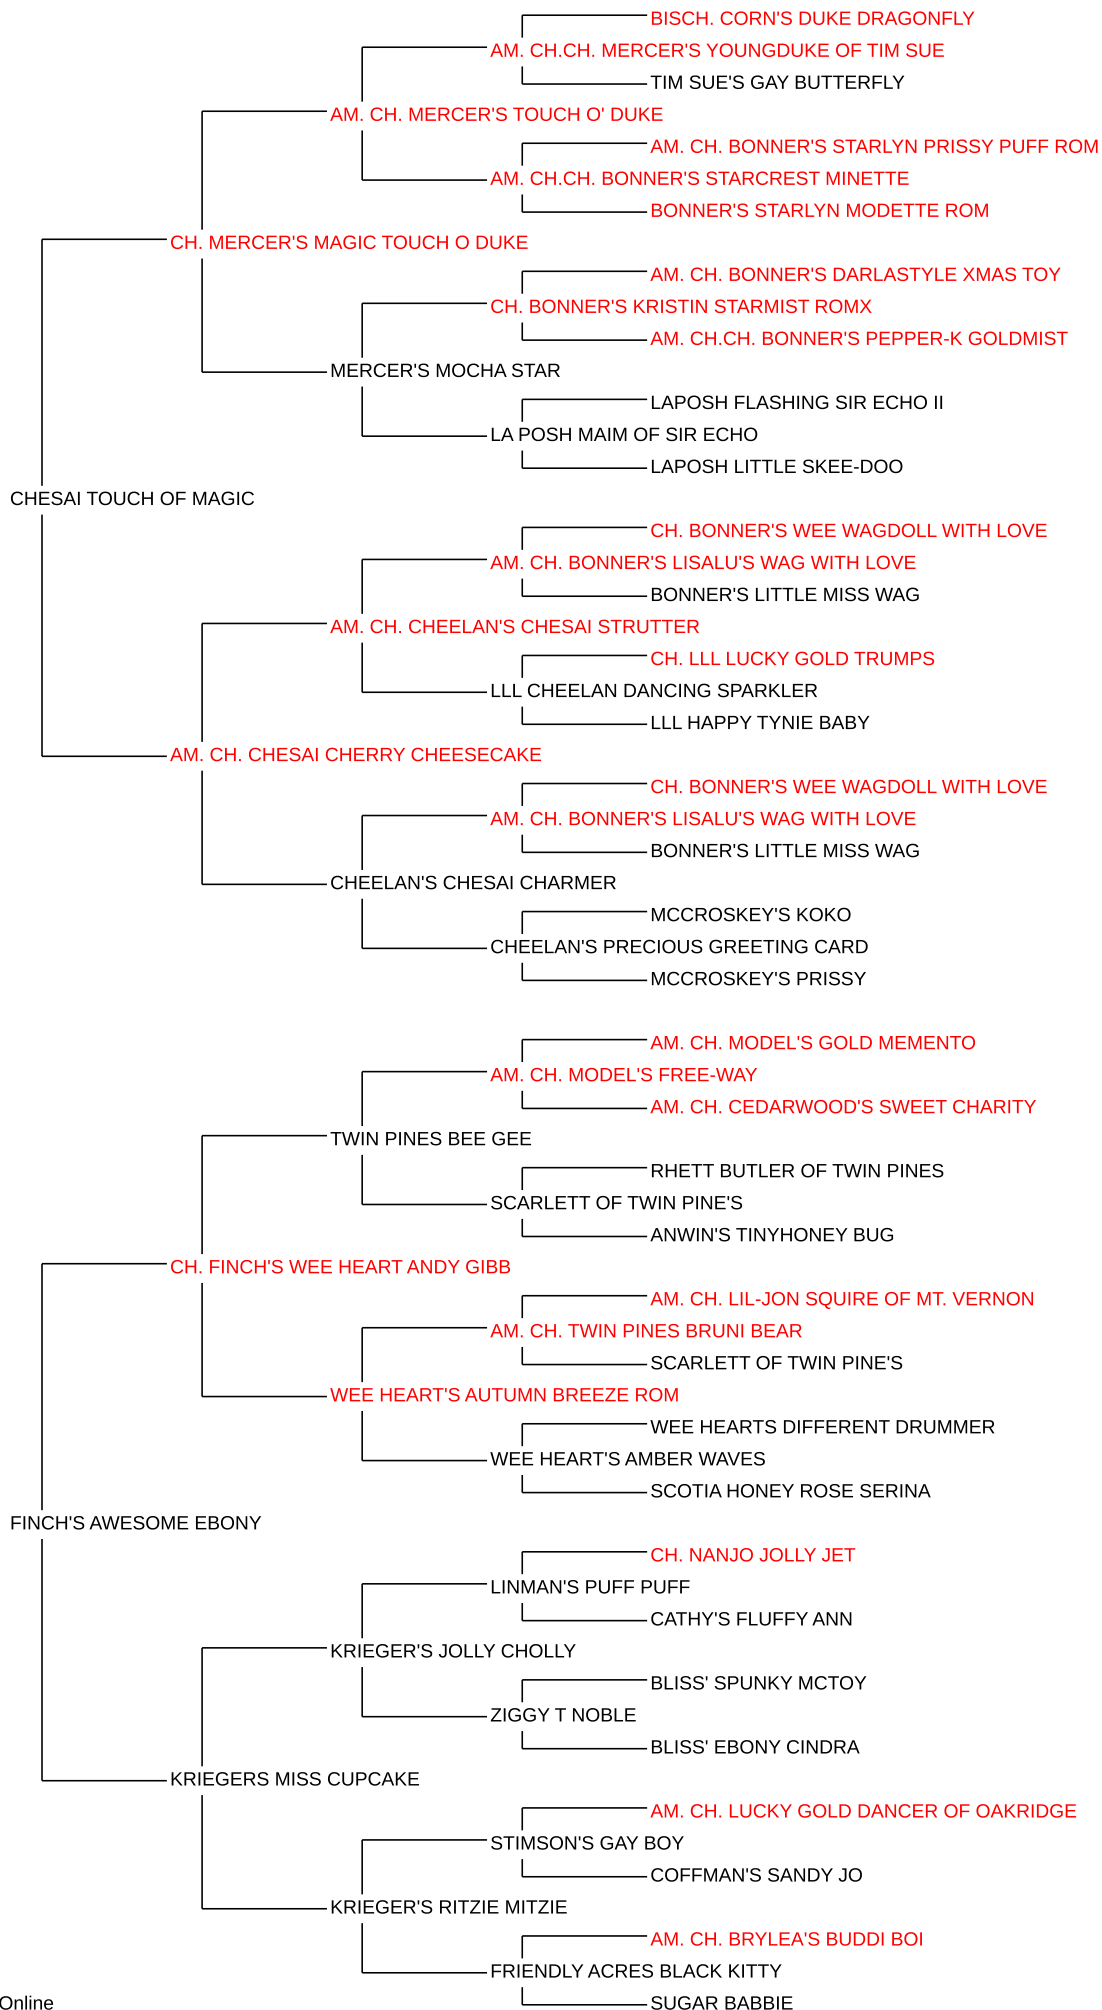 BISCH. CORN'S DUKE DRAGONFLY
AM. CH.CH. MERCER'S YOUNGDUKE OF TIM SUE
TIM SUE'S GAY BUTTERFLY
AM. CH. MERCER'S TOUCH O' DUKE
AM. CH. BONNER'S STARLYN PRISSY PUFF ROM
AM. CH.CH. BONNER'S STARCREST MINETTE
BONNER'S STARLYN MODETTE ROM
CH. MERCER'S MAGIC TOUCH O DUKE
AM. CH. BONNER'S DARLASTYLE XMAS TOY
CH. BONNER'S KRISTIN STARMIST ROMX
AM. CH.CH. BONNER'S PEPPER-K GOLDMIST
MERCER'S MOCHA STAR
LAPOSH FLASHING SIR ECHO II
LA POSH MAIM OF SIR ECHO
LAPOSH LITTLE SKEE-DOO
CHESAI TOUCH OF MAGIC
CH. BONNER'S WEE WAGDOLL WITH LOVE
AM. CH. BONNER'S LISALU'S WAG WITH LOVE
BONNER'S LITTLE MISS WAG
AM. CH. CHEELAN'S CHESAI STRUTTER
CH. LLL LUCKY GOLD TRUMPS
LLL CHEELAN DANCING SPARKLER
LLL HAPPY TYNIE BABY
AM. CH. CHESAI CHERRY CHEESECAKE
CH. BONNER'S WEE WAGDOLL WITH LOVE
AM. CH. BONNER'S LISALU'S WAG WITH LOVE
BONNER'S LITTLE MISS WAG
CHEELAN'S CHESAI CHARMER
MCCROSKEY'S KOKO
CHEELAN'S PRECIOUS GREETING CARD
MCCROSKEY'S PRISSY
AM. CH. MODEL'S GOLD MEMENTO
AM. CH. MODEL'S FREE-WAY
AM. CH. CEDARWOOD'S SWEET CHARITY
TWIN PINES BEE GEE
RHETT BUTLER OF TWIN PINES
SCARLETT OF TWIN PINE'S
ANWIN'S TINYHONEY BUG
CH. FINCH'S WEE HEART ANDY GIBB
AM. CH. LIL-JON SQUIRE OF MT. VERNON
AM. CH. TWIN PINES BRUNI BEAR
SCARLETT OF TWIN PINE'S
WEE HEART'S AUTUMN BREEZE ROM
WEE HEARTS DIFFERENT DRUMMER
WEE HEART'S AMBER WAVES
SCOTIA HONEY ROSE SERINA
FINCH'S AWESOME EBONY
CH. NANJO JOLLY JET
LINMAN'S PUFF PUFF
CATHY'S FLUFFY ANN
KRIEGER'S JOLLY CHOLLY
BLISS' SPUNKY MCTOY
ZIGGY T NOBLE
BLISS' EBONY CINDRA
KRIEGERS MISS CUPCAKE
AM. CH. LUCKY GOLD DANCER OF OAKRIDGE
STIMSON'S GAY BOY
COFFMAN'S SANDY JO
KRIEGER'S RITZIE MITZIE
AM. CH. BRYLEA'S BUDDI BOI
FRIENDLY ACRES BLACK KITTY
Online
SUGAR BABBIE